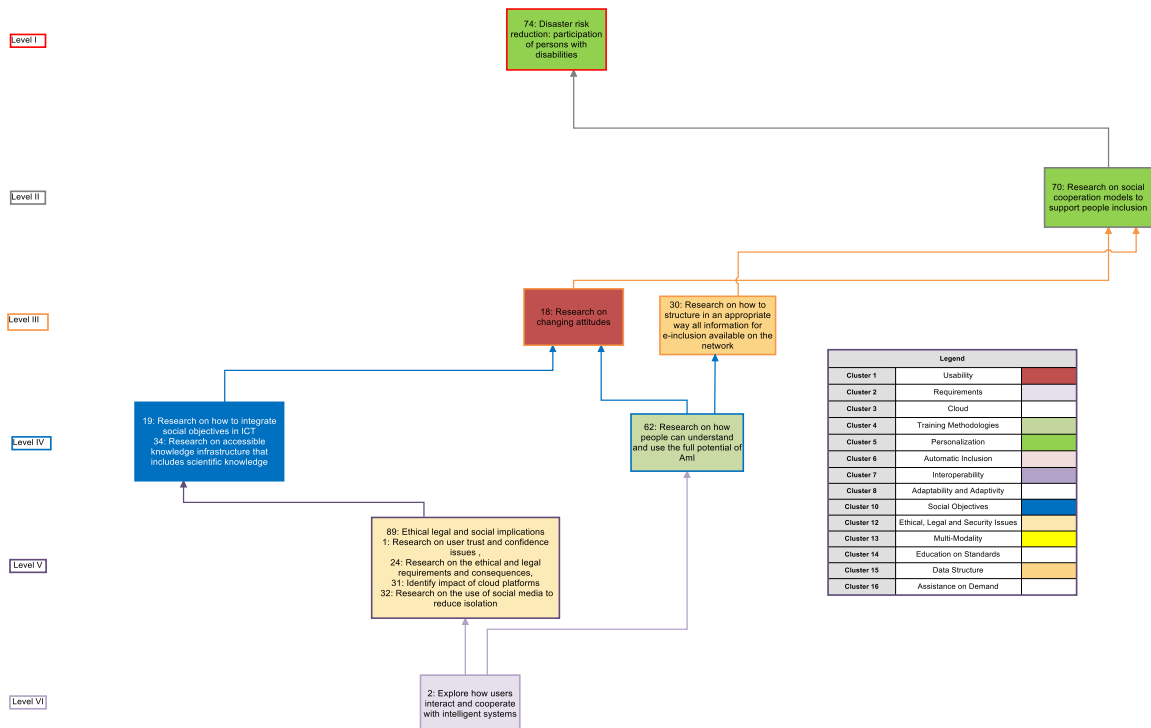 Level I
74: Disaster risk
reduction: participation
of persons with
disabilities
Level II
70: Research on social
cooperation models to
support people inclusion
Level III
18: Research on
changing attitudes
30: Research on how to
structure in an appropriate
way all information for
e-inclusion available on the
network
Level IV
19: Research on how to integrate
social objectives in ICT
34: Research on accessible
knowledge infrastructure that
includes scientific knowledge
62: Research on how
people can understand
and use the full potential of
AmI
Level V
89: Ethical legal and social implications
1: Research on user trust and confidence
issues ,
24: Research on the ethical and legal
requirements and consequences,
31: Identify impact of cloud platforms
32: Research on the use of social media to
reduce isolation
Level VI
2: Explore how users
interact and cooperate
with intelligent systems
Legend
Cluster 1 Usability
Cluster 2 Requirements
Cluster 3 Cloud
Cluster 4 Training Methodologies
Cluster 5 Personalization
Cluster 6 Automatic Inclusion
Cluster 7 Interoperability
Cluster 8 Adaptability and Adaptivity
Cluster 10 Social Objectives
Cluster 12 Ethical, Legal and Security Issues
Cluster 13 Multi-Modality
Cluster 14 Education on Standards
Cluster 15 Data Structure
Cluster 16 Assistance on Demand